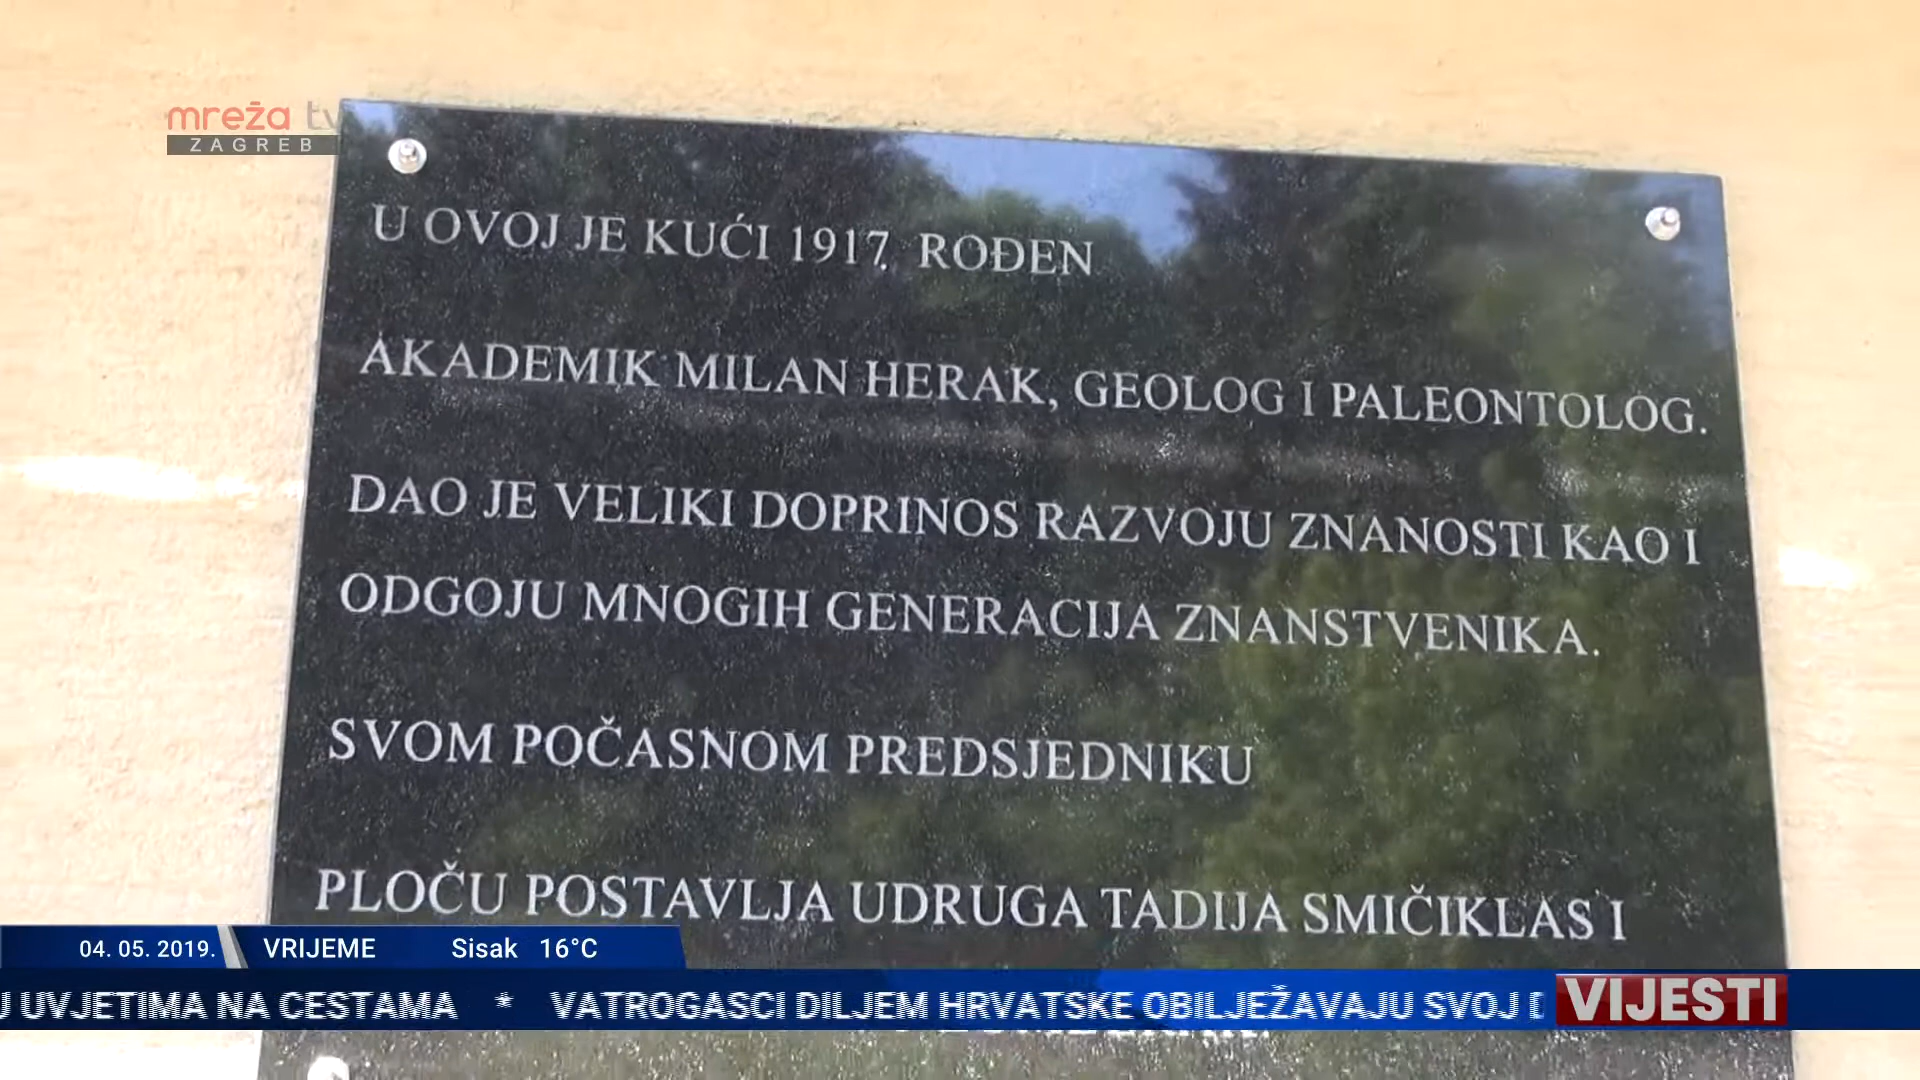 mreža tv
ZAGREB
U OVOJ JE KUĆI 1917. ROĐEN
AKADEMIK MILAN HERAK, GEOLOG I PALEONTOLOG.
DAO JE VELIKI DOPRINOS RAZVOJU ZNANOSTI KAO I
ODGOJU MNOGIH GENERACIJA ZNANSTVENIKA.
SVOM POČASNOM PREDSJEDNIKU
PLOČU POSTAVLJA UDRUGA TADIJA SMIČIKLAS I
04. 05. 2019. VRIJEME Sisak 16°C
UVJETIMA NA CESTAMA * VATROGASCI DILJEM HRVATSKE OBILJEŽAVAJU SVOJ VIJESTI